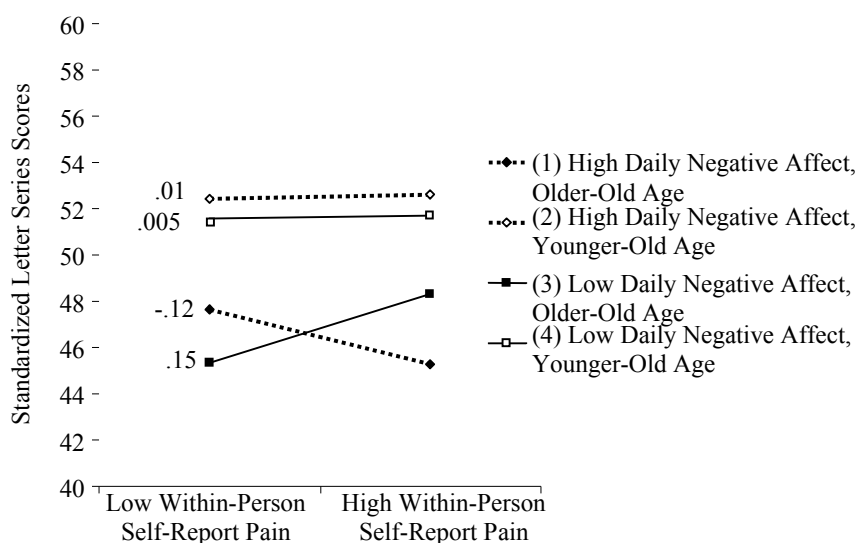 Standardized Letter Series Scores
60
58
56
54
52
50
48
46
44
42
40
.01
.005
-.12
.15
Low Within-Person
Self-Report Pain
High Within-Person
Self-Report Pain
(1) High Daily Negative Affect,
Older-Old Age
(2) High Daily Negative Affect,
Younger-Old Age
(3) Low Daily Negative Affect,
Older-Old Age
(4) Low Daily Negative Affect,
Younger-Old Age